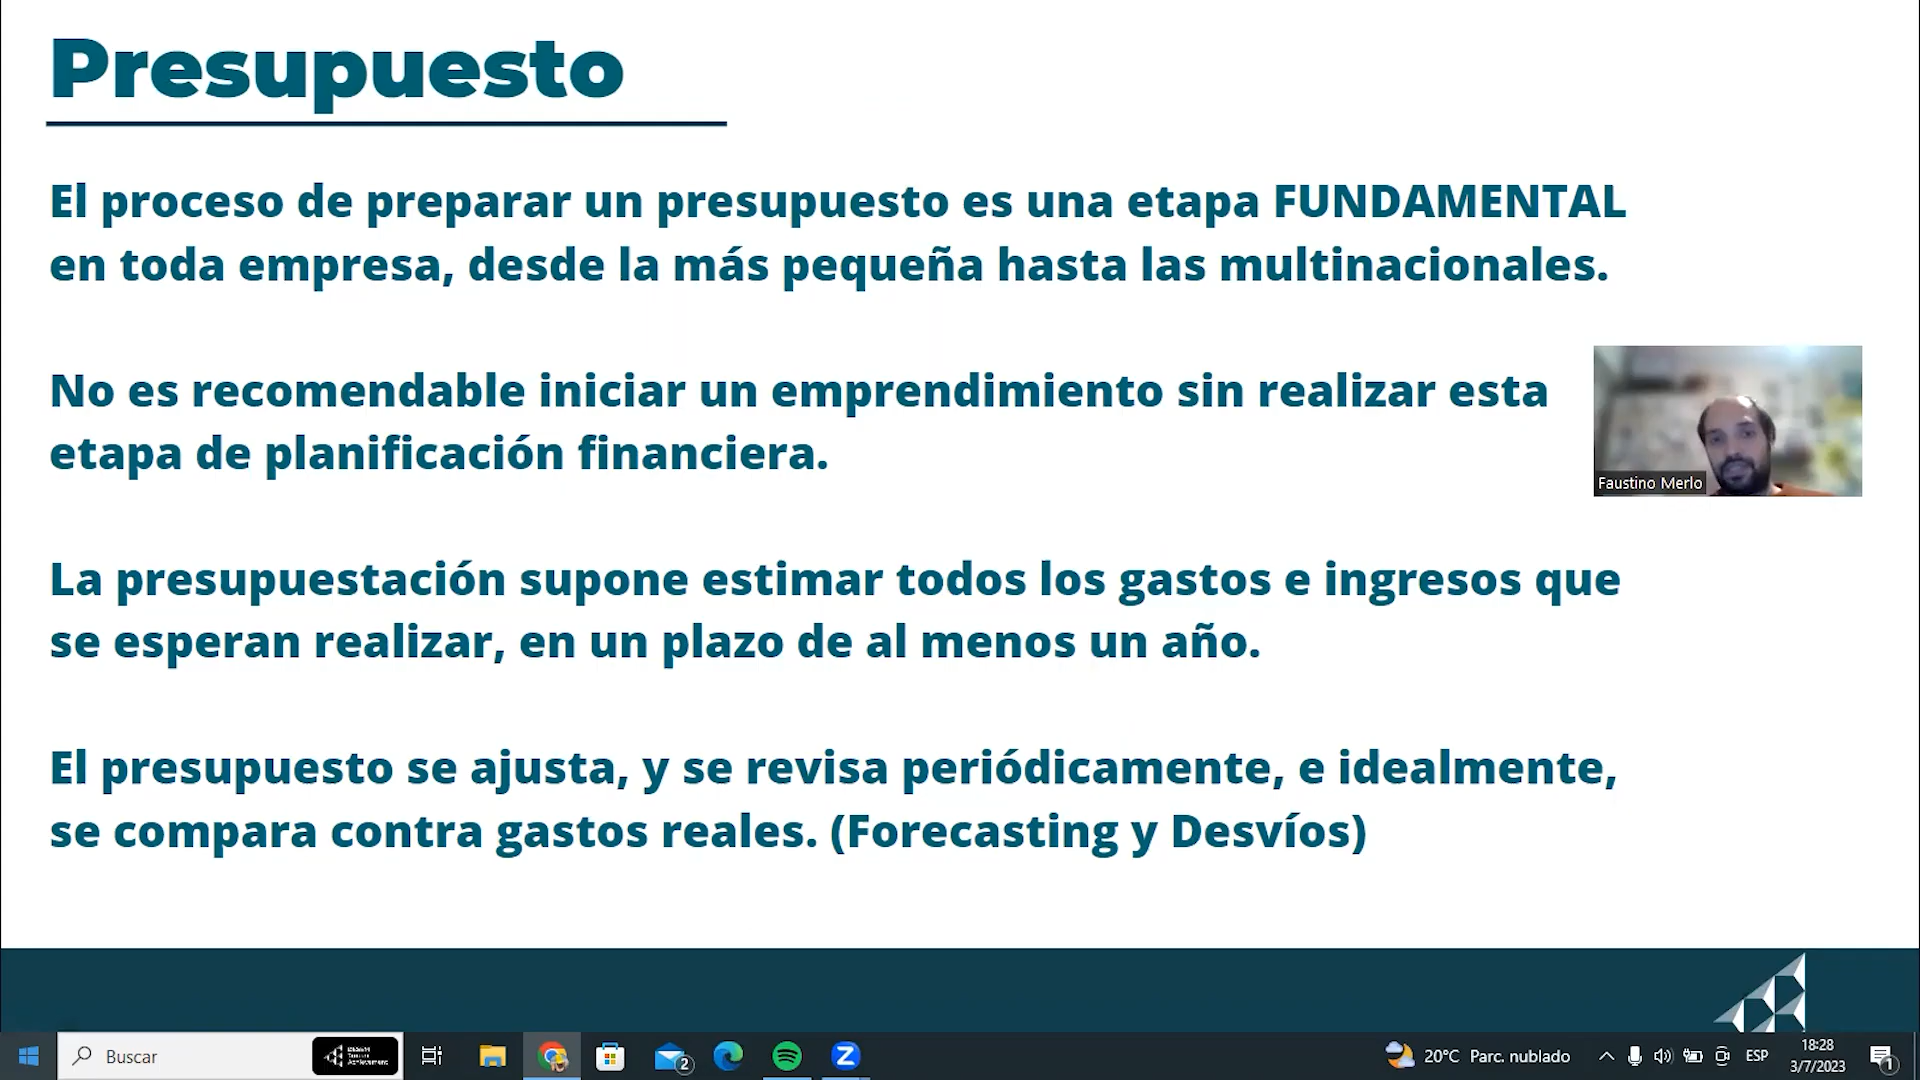 Presupuesto
El proceso de preparar un presupuesto es una etapa FUNDAMENTAL
en toda empresa, desde la más pequeña hasta las multinacionales.
No es recomendable iniciar un emprendimiento sin realizar esta
etapa de planificación financiera.
Faustino Merlo
La presupuestación supone estimar todos los gastos e ingresos que
se esperan realizar, en un plazo de al menos un año.
El presupuesto se ajusta, y se revisa periódicamente, e idealmente,
se compara contra gastos reales. (Forecasting y Desvíos)
Buscar
2
20°C Parc. nublado
ESP
18:28
3/7/2023
1